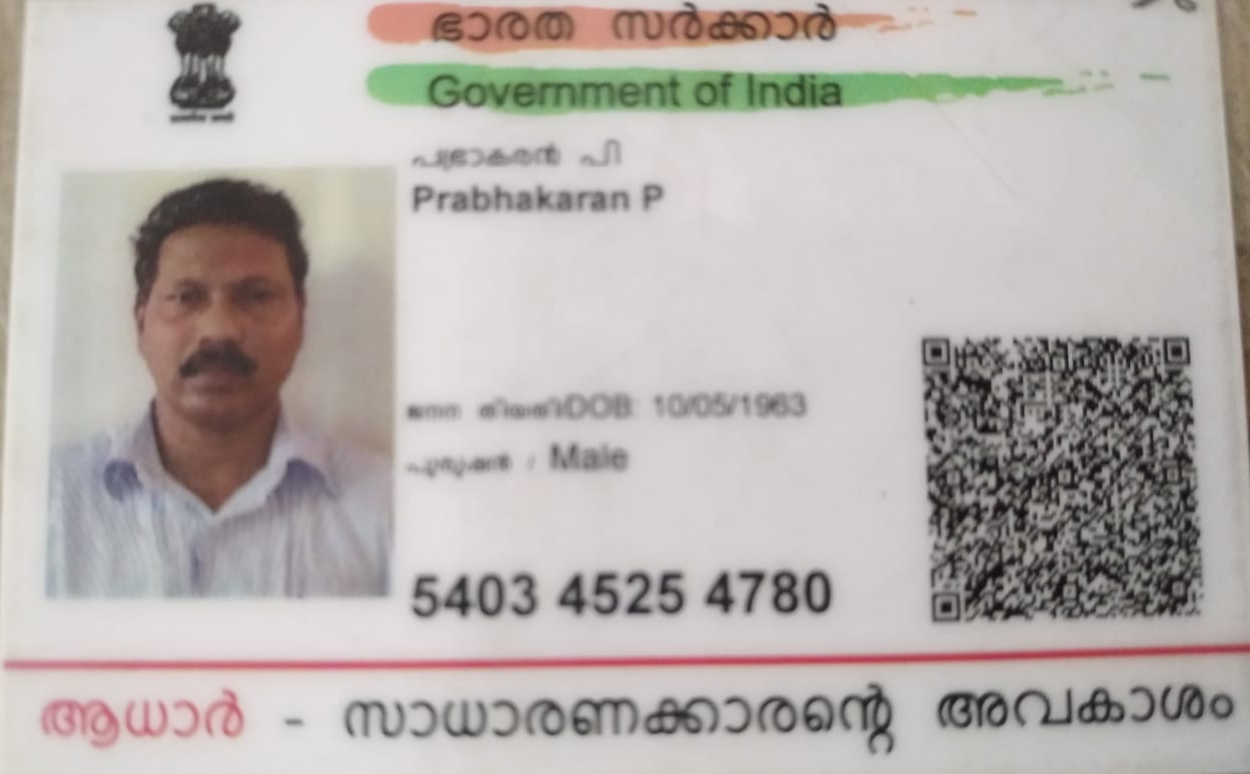 ഭാരത സർക്കാർ
Government of India
പ്രഭാകരൻ പി
Prabhakaran P
ജനന തിയതി/DOB: 10/05/1963
പുരുഷൻ / Male
5403 4525 4780
ആധാർ - സാധാരണക്കാരന്റെ അവകാശം